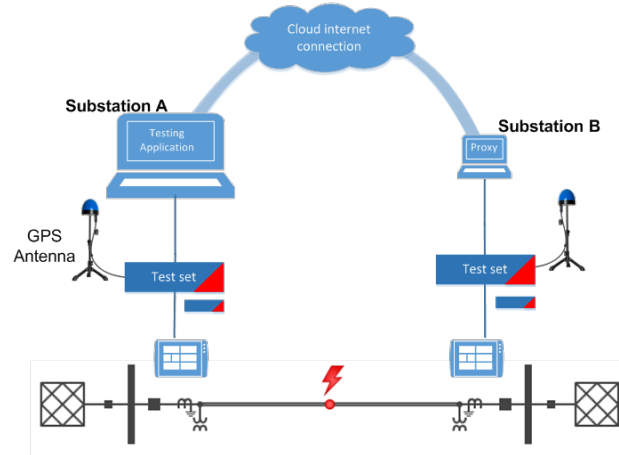 Cloud internet
connection
Substation A
Testing
Application
Substation B
Proxy
GPS
Antenna
Test set
Test set